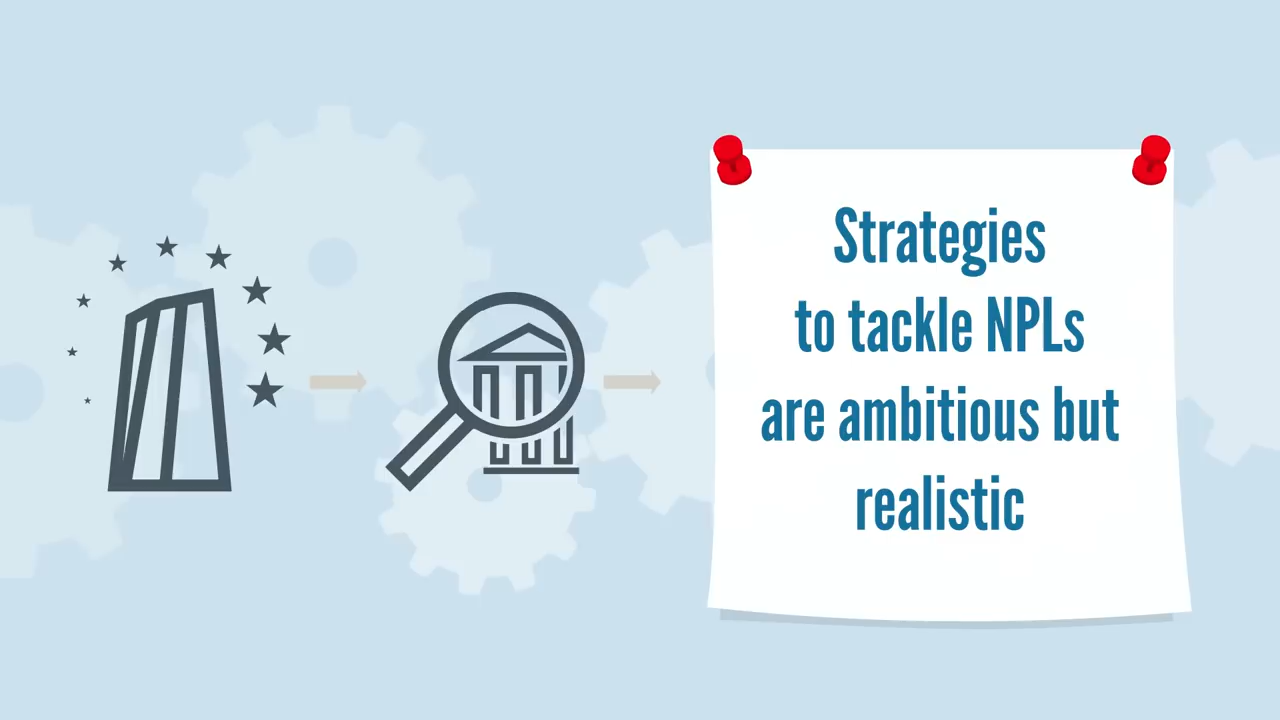 Strategies
to tackle NPLs
are ambitious but
realistic